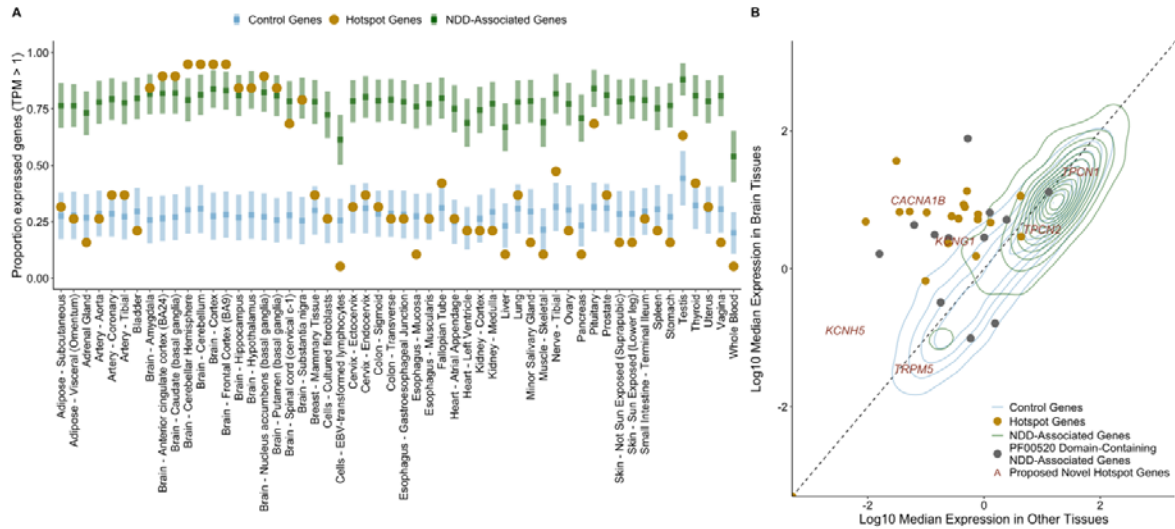 A
Control Genes
Hotspot Genes
NDD-Associated Genes
Proportion expressed genes (TPM > 1)
1.00
0.75
0.50
0.25
0.00
Adipose - Subcutaneous
Adipose - Visceral (Omentum)
Adrenal Gland
Artery - Aorta
Artery - Coronary
Artery - Tibial
Bladder
Brain - Amygdala
Brain - Anterior cingulate cortex (BA24)
Brain - Caudate (basal ganglia)
Brain - Cerebellar Hemisphere
Brain - Cerebellum
Brain - Cortex
Brain - Frontal Cortex (BA9)
Brain - Hippocampus
Brain - Hypothalamus
Brain - Nucleus accumbens (basal ganglia)
Brain - Putamen (basal ganglia)
Brain - Spinal cord (cervical c-1)
Brain - Substantia nigra
Breast - Mammary Tissue
Cells - Cultured fibroblasts
Cells - EBV-transformed lymphocytes
Cervix - Ectocervix
Cervix - Endocervix
Colon - Sigmoid
Colon - Transverse
Esophagus - Gastroesophageal Junction
Esophagus - Mucosa
Esophagus - Muscularis
Fallopian Tube
Heart - Atrial Appendage
Heart - Left Ventricle
Kidney - Cortex
Kidney - Medulla
Liver
Lung
Minor Salivary Gland
Muscle - Skeletal
Nerve - Tibial
Ovary
Pancreas
Pituitary
Prostate
Skin - Not Sun Exposed (Suprapubic)
Skin - Sun Exposed (Lower leg)
Small Intestine - Terminal Ileum
Spleen
Stomach
Testis
Thyroid
Uterus
Vagina
Whole Blood
B
Log10 Median Expression in Brain Tissues
2
0
-2
TPCN1
CACNA1B
TPCN2
KCNG1
KCNH5
TRPM5
Control Genes
Hotspot Genes
NDD-Associated Genes
PF00520 Domain-Containing
NDD-Associated Genes
A Proposed Novel Hotspot Genes
-2
0
2
Log10 Median Expression in Other Tissues